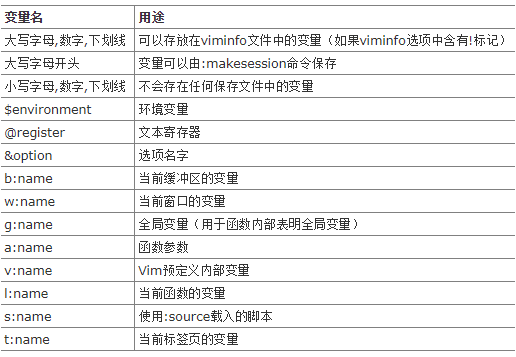 变量名 用途
大写字母,数字,下划线 可以存放在viminfo文件中的变量（如果viminfo选项中含有!标记）
大写字母开头 变量可以由:makesession命令保存
小写字母,数字,下划线 不会存在任何保存文件中的变量
$environment 环境变量
@register 文本寄存器
&option 选项名字
b:name 当前缓冲区的变量
w:name 当前窗口的变量
g:name 全局变量（用于函数内部表明全局变量）
a:name 函数参数
v:name Vim预定义内部变量
l:name 当前函数的变量
s:name 使用:source载入的脚本
t:name 当前标签页的变量